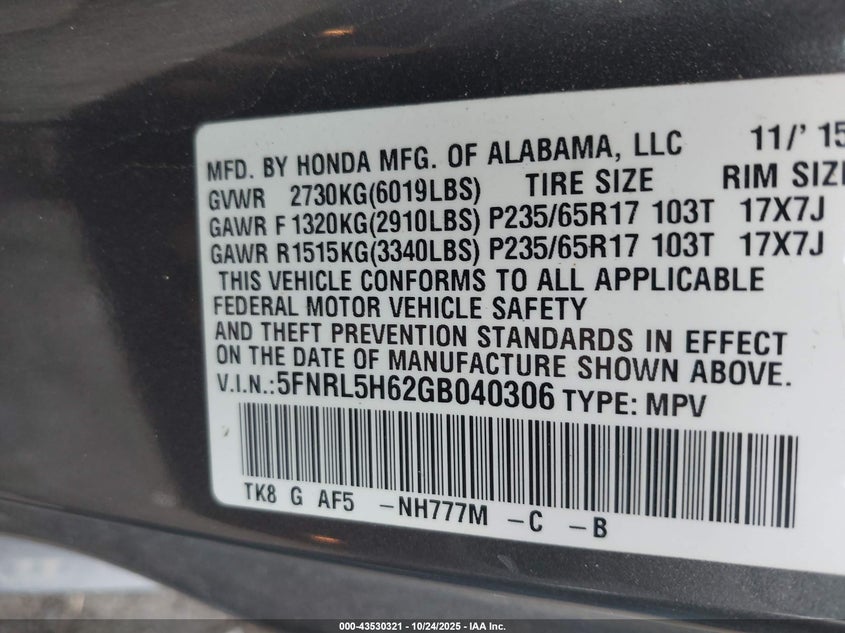 MFD. BY HONDA MFG. OF ALABAMA, LLC 11/' 15
GVWR 2730KG(6019LBS) TIRE SIZE RIM SIZE
GAWR F 1320KG(2910LBS) P235/65R17 103T 17X7J
GAWR R1515KG(3340LBS) P235/65R17 103T 17X7J
THIS VEHICLE CONFORMS TO ALL APPLICABLE
FEDERAL MOTOR VEHICLE SAFETY
AND THEFT PREVENTION STANDARDS IN EFFECT
ON THE DATE OF MANUFACTURE SHOWN ABOVE.
V.I.N.:5FNRL5H62GB040306 TYPE: MPV
TK8 G AF5 -NH777M -C -B
000-43530321 | 10/24/2025 - IAA Inc.